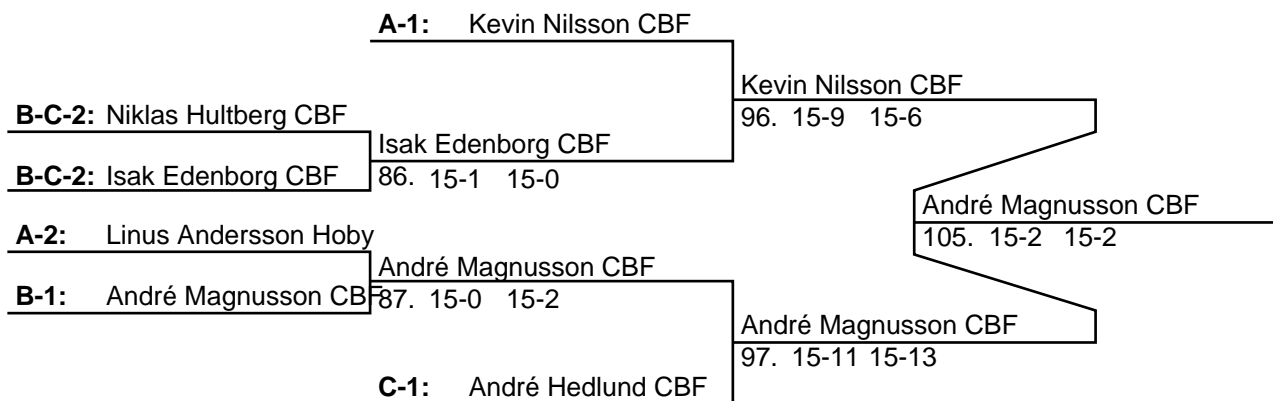 A-1: Kevin Nilsson CBF
Kevin Nilsson CBF
B-C-2: Niklas Hultberg CBF
96. 15-9 15-6
Isak Edenborg CBF
B-C-2: Isak Edenborg CBF
86. 15-1 15-0
André Magnusson CBF
A-2: Linus Andersson Hoby
105. 15-2 15-2
André Magnusson CBF
B-1: André Magnusson CBF
87. 15-0 15-2
André Magnusson CBF
97. 15-11 15-13
C-1: André Hedlund CBF